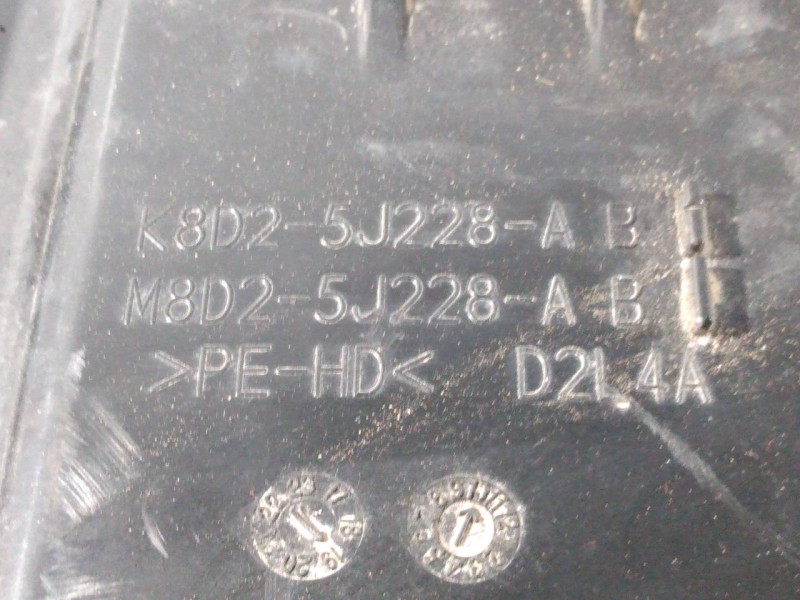 K8D2-5J228-A B
M8D2-5J228-A B
>PE-HD< D2L4A